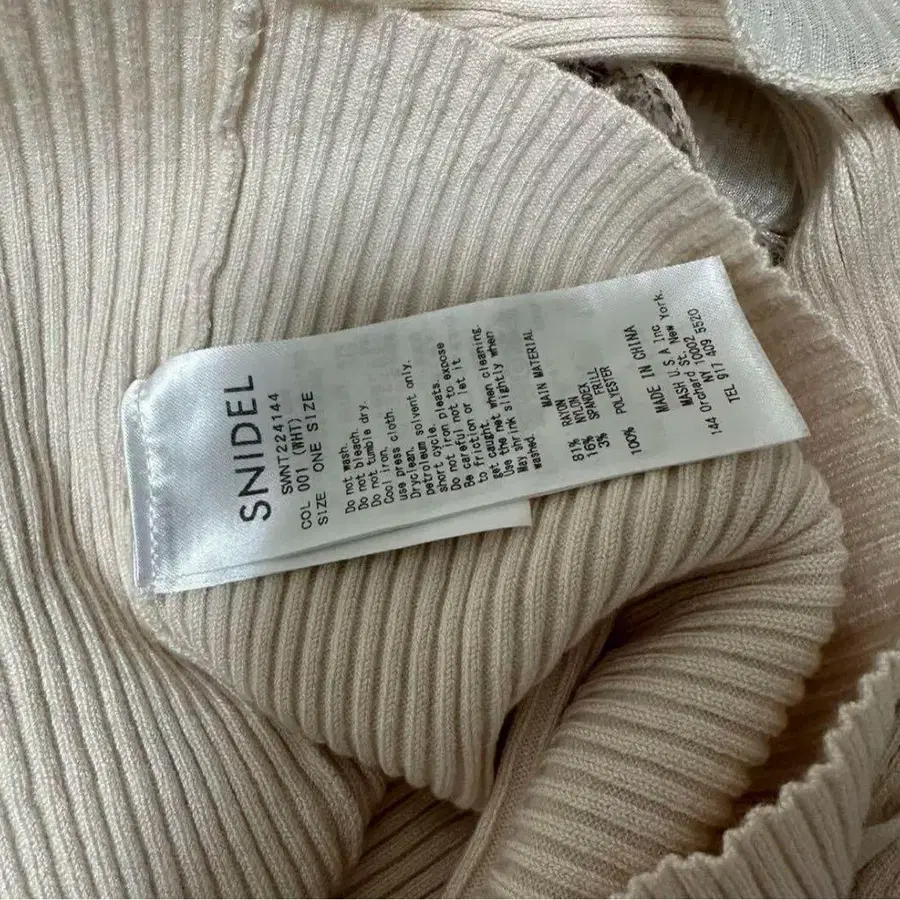 SNIDEL
SWNT224144
COL 001 (WHT)
SIZE ONE SIZE
Do not wash.
Do not bleach.
Do not tumble dry.
Cool iron.
use press cloth.
Dryclean. petroleum solvent only.
short cycle.
Do not iron pleats.
Do careful not to expose
to friction or let it
get caught.
Use the net when cleaning.
May shrink slightly when
washed.
MAIN MATERIAL
81% RAYON
16% NYLON
3% SPANDEX
FRILL
100% POLYESTER
MADE IN CHINA
MASH U.S.A Inc
144 Orchard St. New York.
NY 10002
TEL 917 409 5520